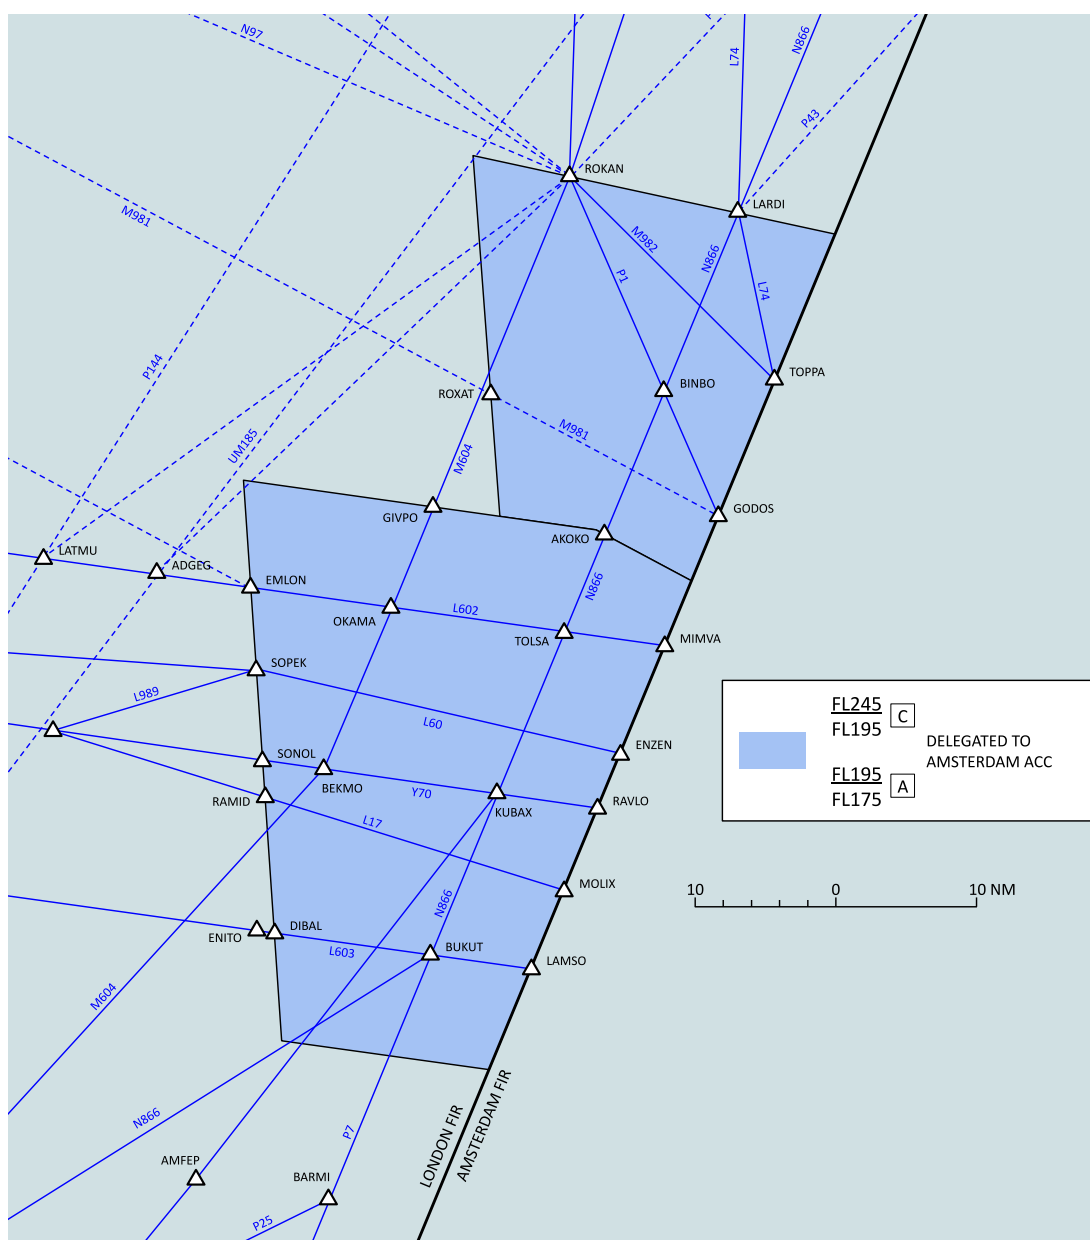 N97
L74
N866
P43
ROKAN
LARDI
M981
M982
N866
P1
L74
P144
TOPPA
BINBO
ROXAT
UM185
M981
M604
GIVPO
GODOS
AKOKO
LATMU
ADGEG
EMLON
N866
L602
OKAMA
TOLSA
MIMVA
SOPEK
L989
L60
ENZEN
SONOL
BEKMO
Y70
RAMID
KUBAX
RAVLO
L17
MOLIX
N866
ENITO
DIBAL
L603
BUKUT
LAMSO
M604
N866
P7
AMFEP
BARMI
P25
LONDON FIR
AMSTERDAM FIR
FL245
FL195
C
FL195
FL175
A
DELEGATED TO
AMSTERDAM ACC
10 0 10 NM